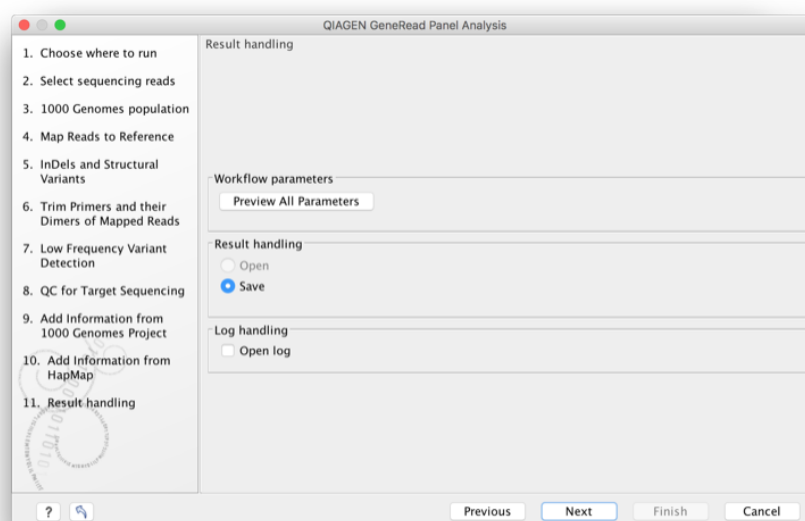 QIAGEN GeneRead Panel Analysis
1. Choose where to run
2. Select sequencing reads
3. 1000 Genomes population
4. Map Reads to Reference
5. InDels and Structural
Variants
6. Trim Primers and their
Dimers of Mapped Reads
7. Low Frequency Variant
Detection
8. QC for Target Sequencing
9. Add Information from
1000 Genomes Project
10. Add Information from
HapMap
11. Result handling
Result handling
Workflow parameters
Preview All Parameters
Result handling
Open
Save
Log handling
Open log
?
Previous
Next
Finish
Cancel